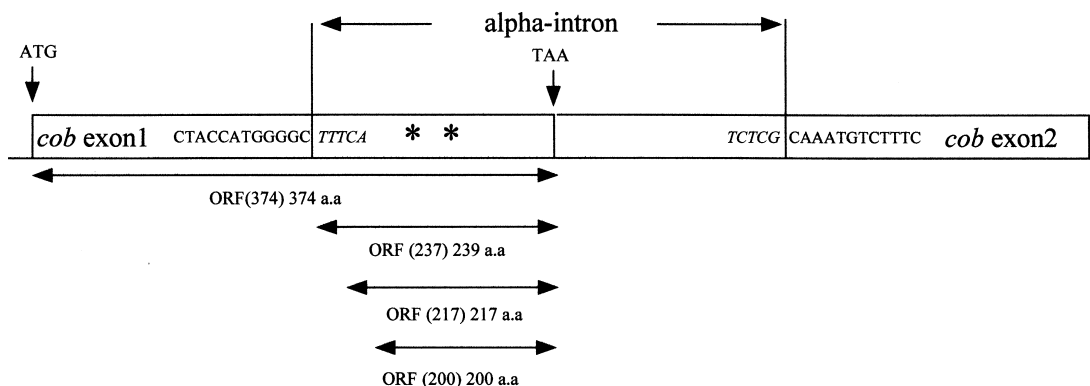 alpha-intron
ATG
TAA
cob exon1 CTACCATGGGGC TTTCA * * TCTCG CAAATGTCTTTC cob exon2
ORF(374) 374 a.a
ORF (237) 239 a.a
ORF (217) 217 a.a
ORF (200) 200 a.a